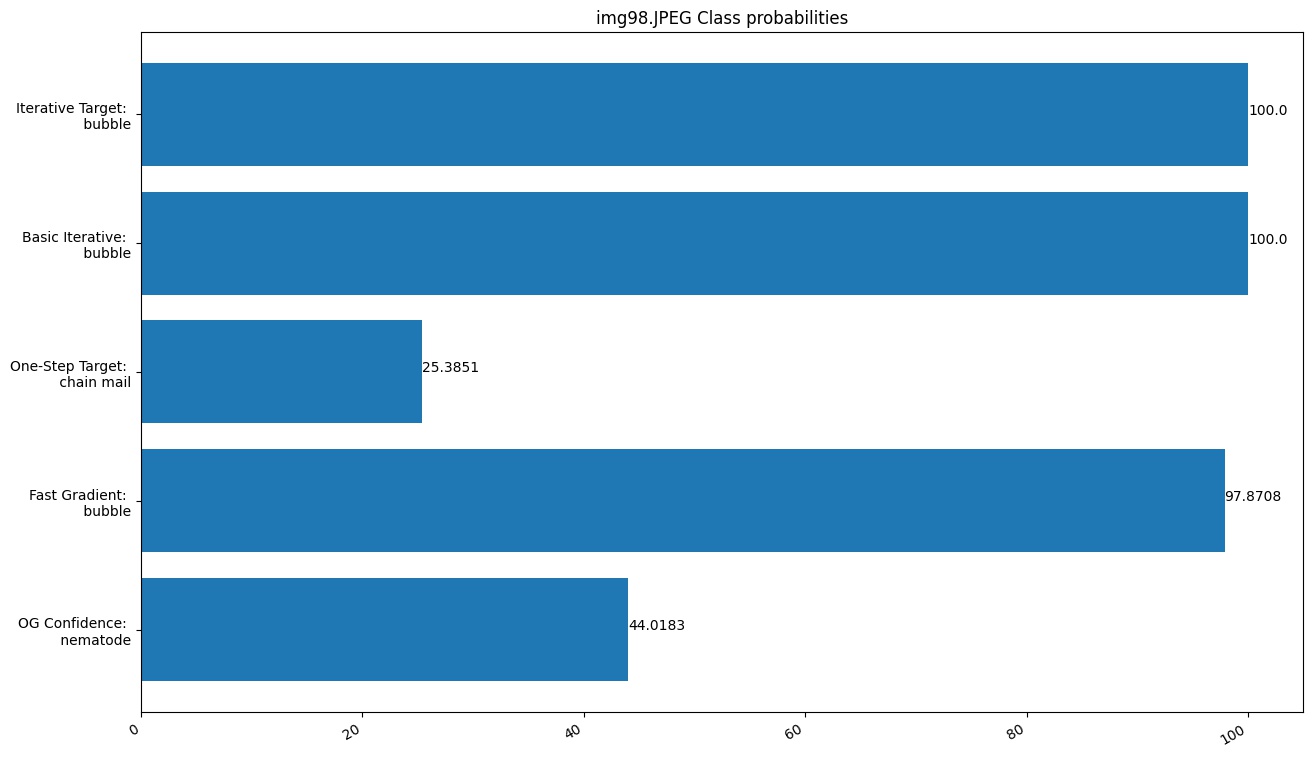 img98.JPEG Class probabilities
Iterative Target:
bubble
100.0
Basic Iterative:
bubble
100.0
One-Step Target:
chain mail
25.3851
Fast Gradient:
bubble
97.8708
OG Confidence:
nematode
44.0183
0 20 40 60 80 100